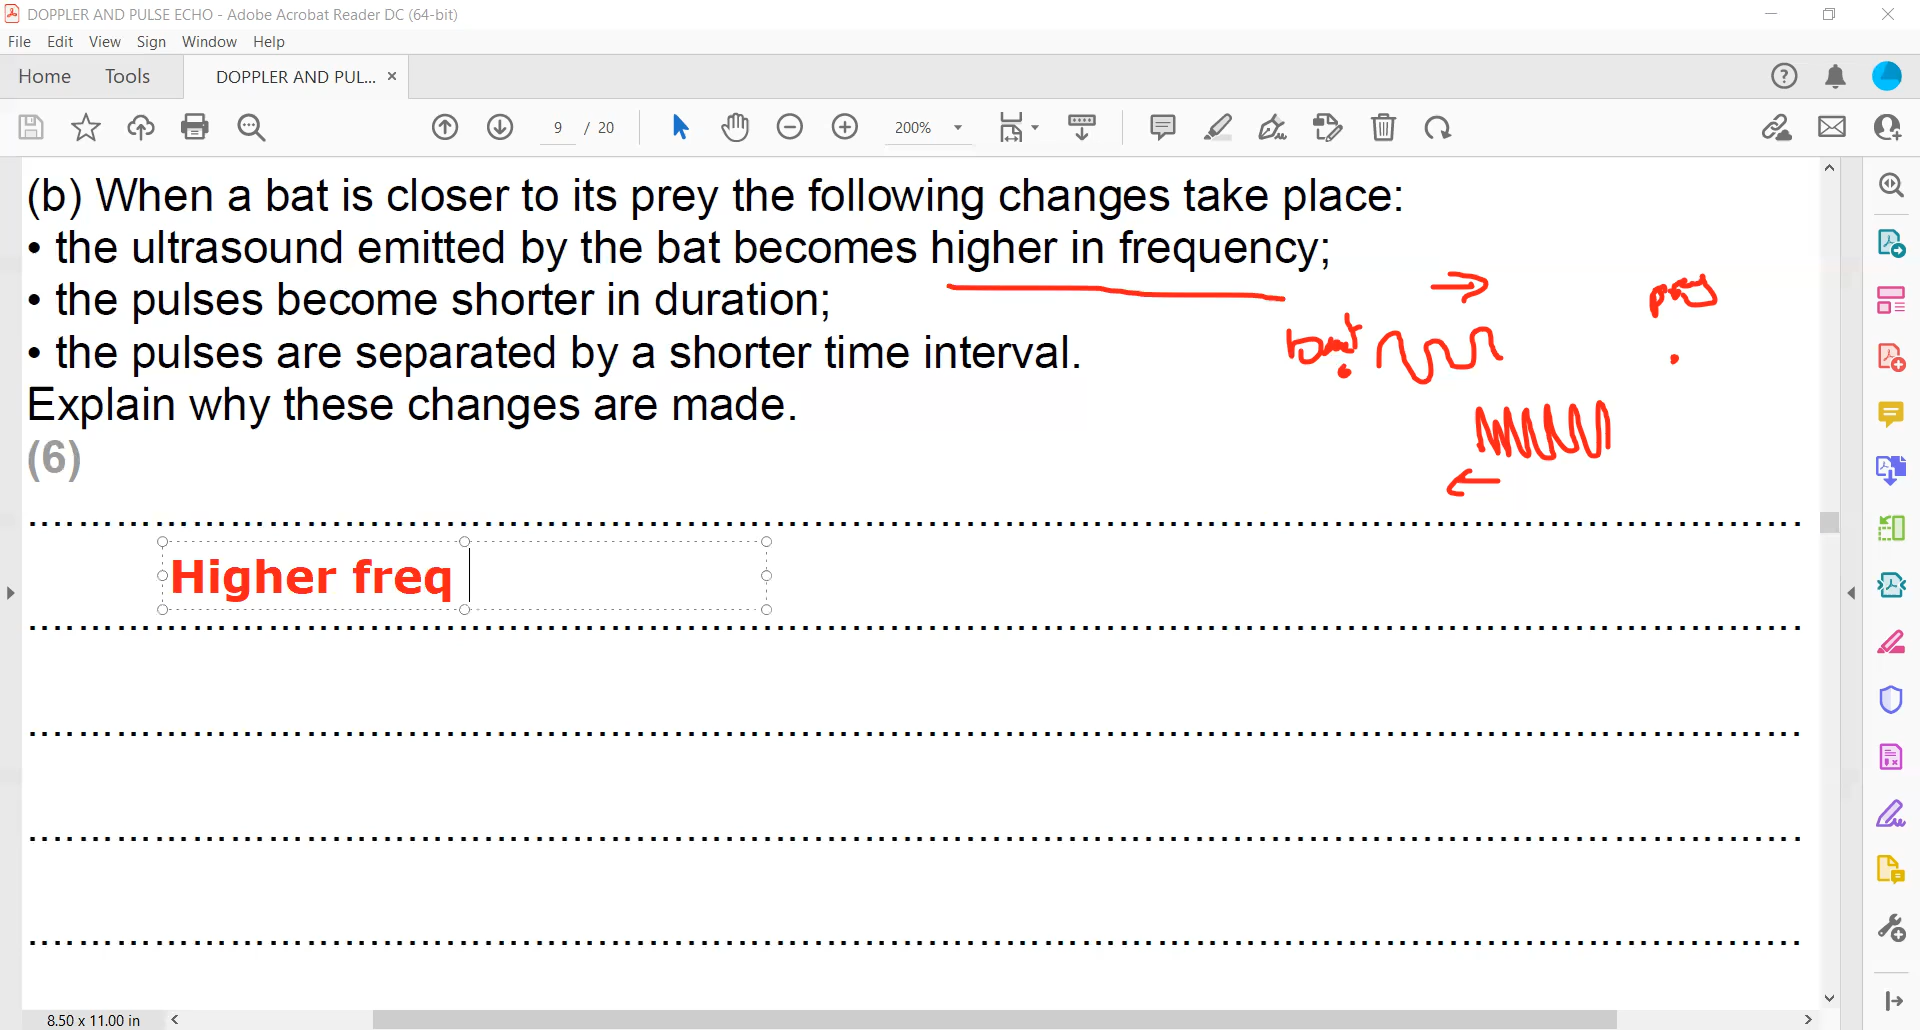 DOPPLER AND PULSE ECHO - Adobe Acrobat Reader DC (64-bit)
File Edit View Sign Window Help
Home Tools DOPPLER AND PUL... ×
9 / 20 200%
(b) When a bat is closer to its prey the following changes take place:
• the ultrasound emitted by the bat becomes higher in frequency;
• the pulses become shorter in duration;
prey
• the pulses are separated by a shorter time interval.
bat
Explain why these changes are made.
(6)
Higher freq
8.50 x 11.00 in